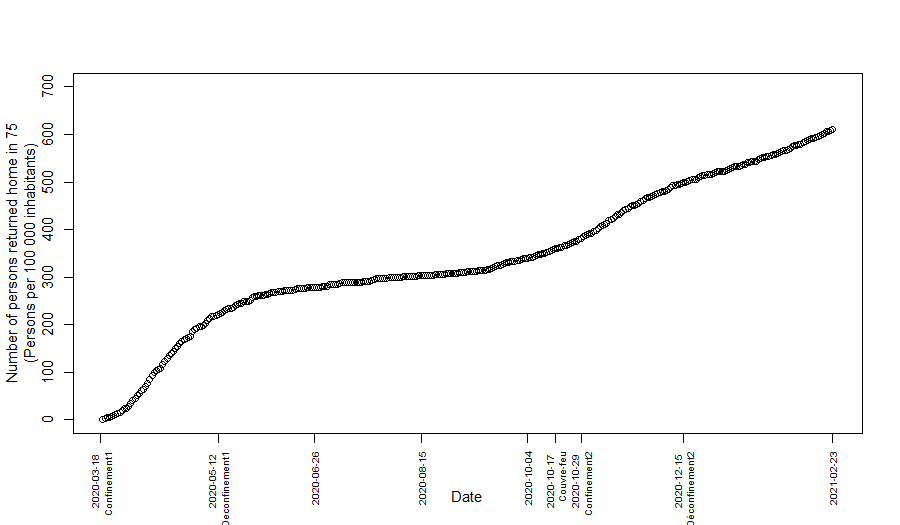 Number of persons returned home in 75
(Persons per 100 000 inhabitants)
700
600
500
400
300
200
100
0
2020-03-18
Confinement1
2020-05-12
Déconfinement1
2020-06-26
2020-08-15
2020-10-04
2020-10-17
Couvre-feu
2020-10-29
Confinement2
2020-12-15
Déconfinement2
2021-02-23
Date